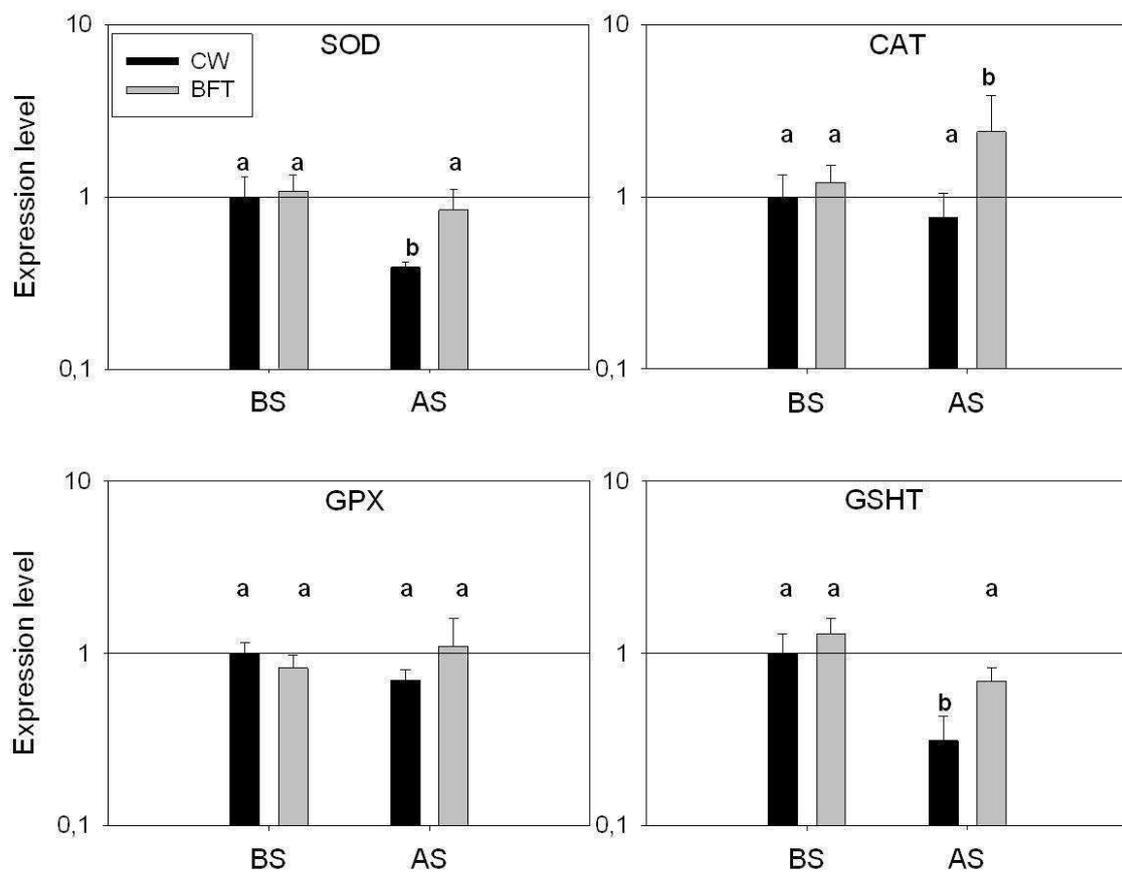 10
SOD
CW
BFT
a a a
b
1
0,1
BS AS
Expression level
10
CAT
b
a a a
1
0,1
BS AS
10
GPX
a a a a
1
0,1
BS AS
Expression level
10
GSHT
a a a
b
1
0,1
BS AS